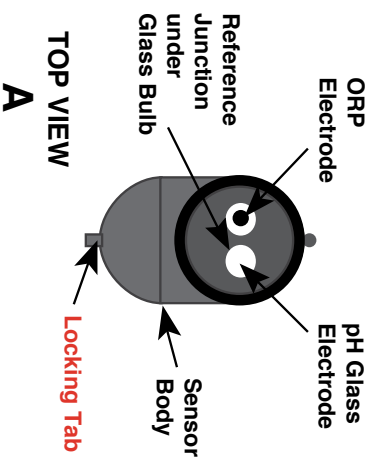 ORP
Electrode
pH Glass
Electrode
Reference
Junction
under
Glass Bulb
Sensor
Body
Locking Tab
TOP VIEW
A